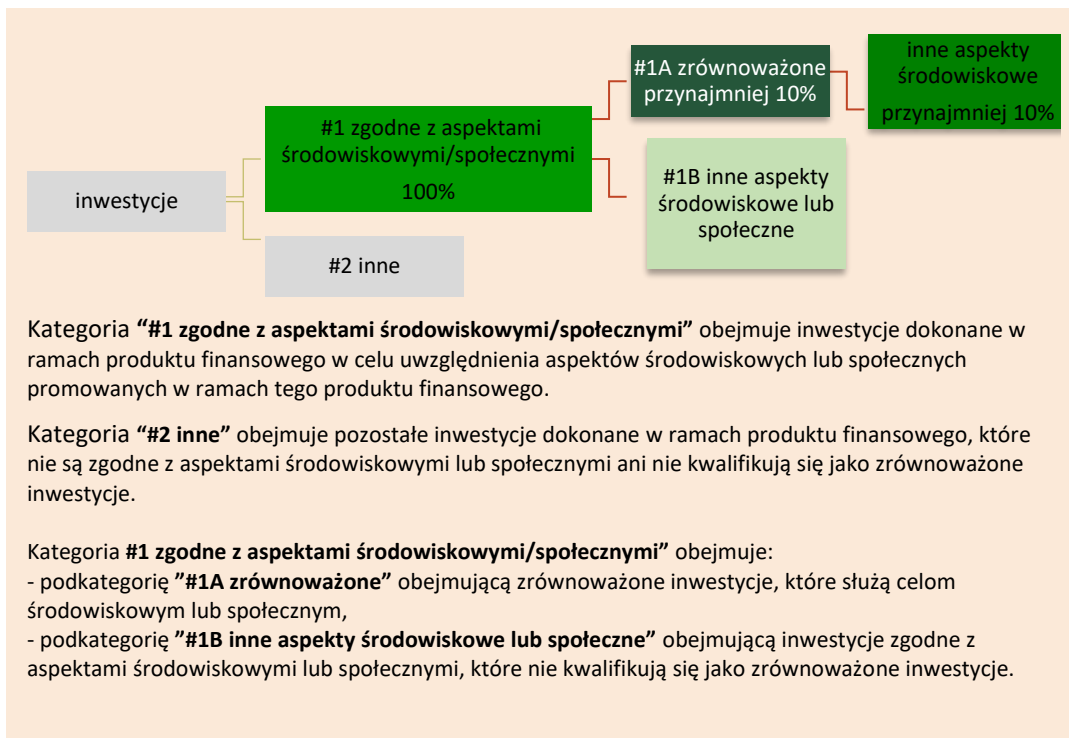 inwestycje
#1 zgodne z aspektami
środowiskowymi/społecznymi
100%
#2 inne
#1A zrównoważone
przynajmniej 10%
inne aspekty
środowiskowe
przynajmniej 10%
#1B inne aspekty
środowiskowe lub
społeczne
Kategoria “#1 zgodne z aspektami środowiskowymi/społecznymi” obejmuje inwestycje dokonane w
ramach produktu finansowego w celu uwzględnienia aspektów środowiskowych lub społecznych
promowanych w ramach tego produktu finansowego.
Kategoria “#2 inne” obejmuje pozostałe inwestycje dokonane w ramach produktu finansowego, które
nie są zgodne z aspektami środowiskowymi lub społecznymi ani nie kwalifikują się jako zrównoważone
inwestycje.
Kategoria #1 zgodne z aspektami środowiskowymi/społecznymi” obejmuje:
- podkategorię ”#1A zrównoważone” obejmującą zrównoważone inwestycje, które służą celom
środowiskowym lub społecznym,
- podkategorię ”#1B inne aspekty środowiskowe lub społeczne” obejmującą inwestycje zgodne z
aspektami środowiskowymi lub społecznymi, które nie kwalifikują się jako zrównoważone inwestycje.